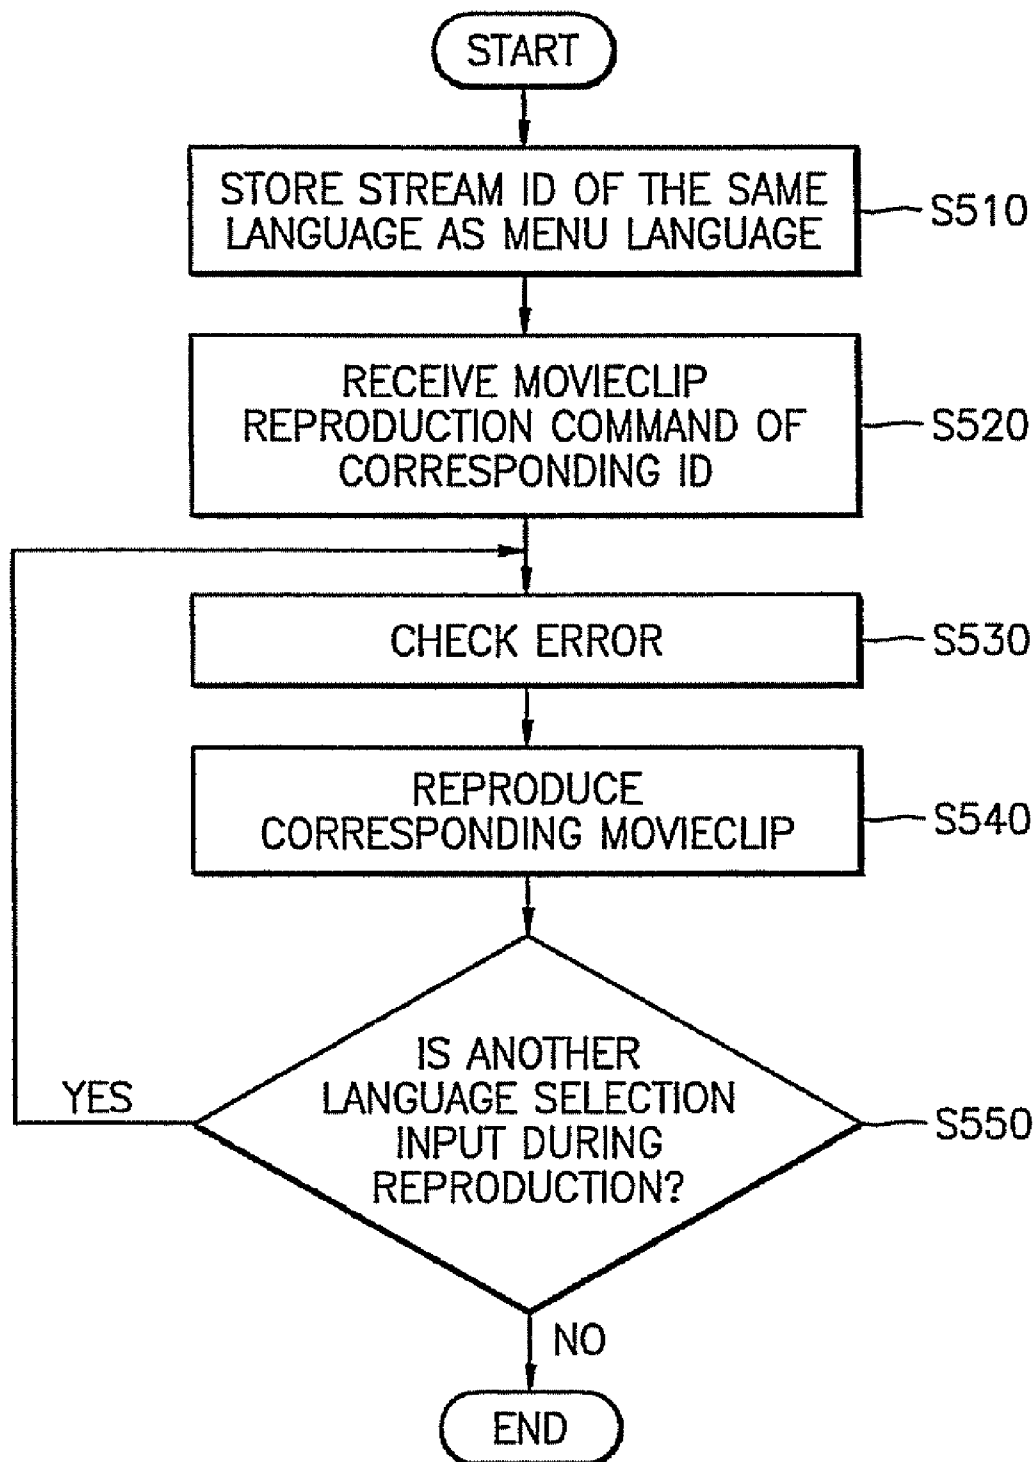 START
STORE STREAM ID OF THE SAME
LANGUAGE AS MENU LANGUAGE
S510
RECEIVE MOVIECLIP
REPRODUCTION COMMAND OF
CORRESPONDING ID
S520
CHECK ERROR
S530
REPRODUCE
CORRESPONDING MOVIECLIP
S540
IS ANOTHER
LANGUAGE SELECTION
INPUT DURING
REPRODUCTION?
YES
S550
NO
END